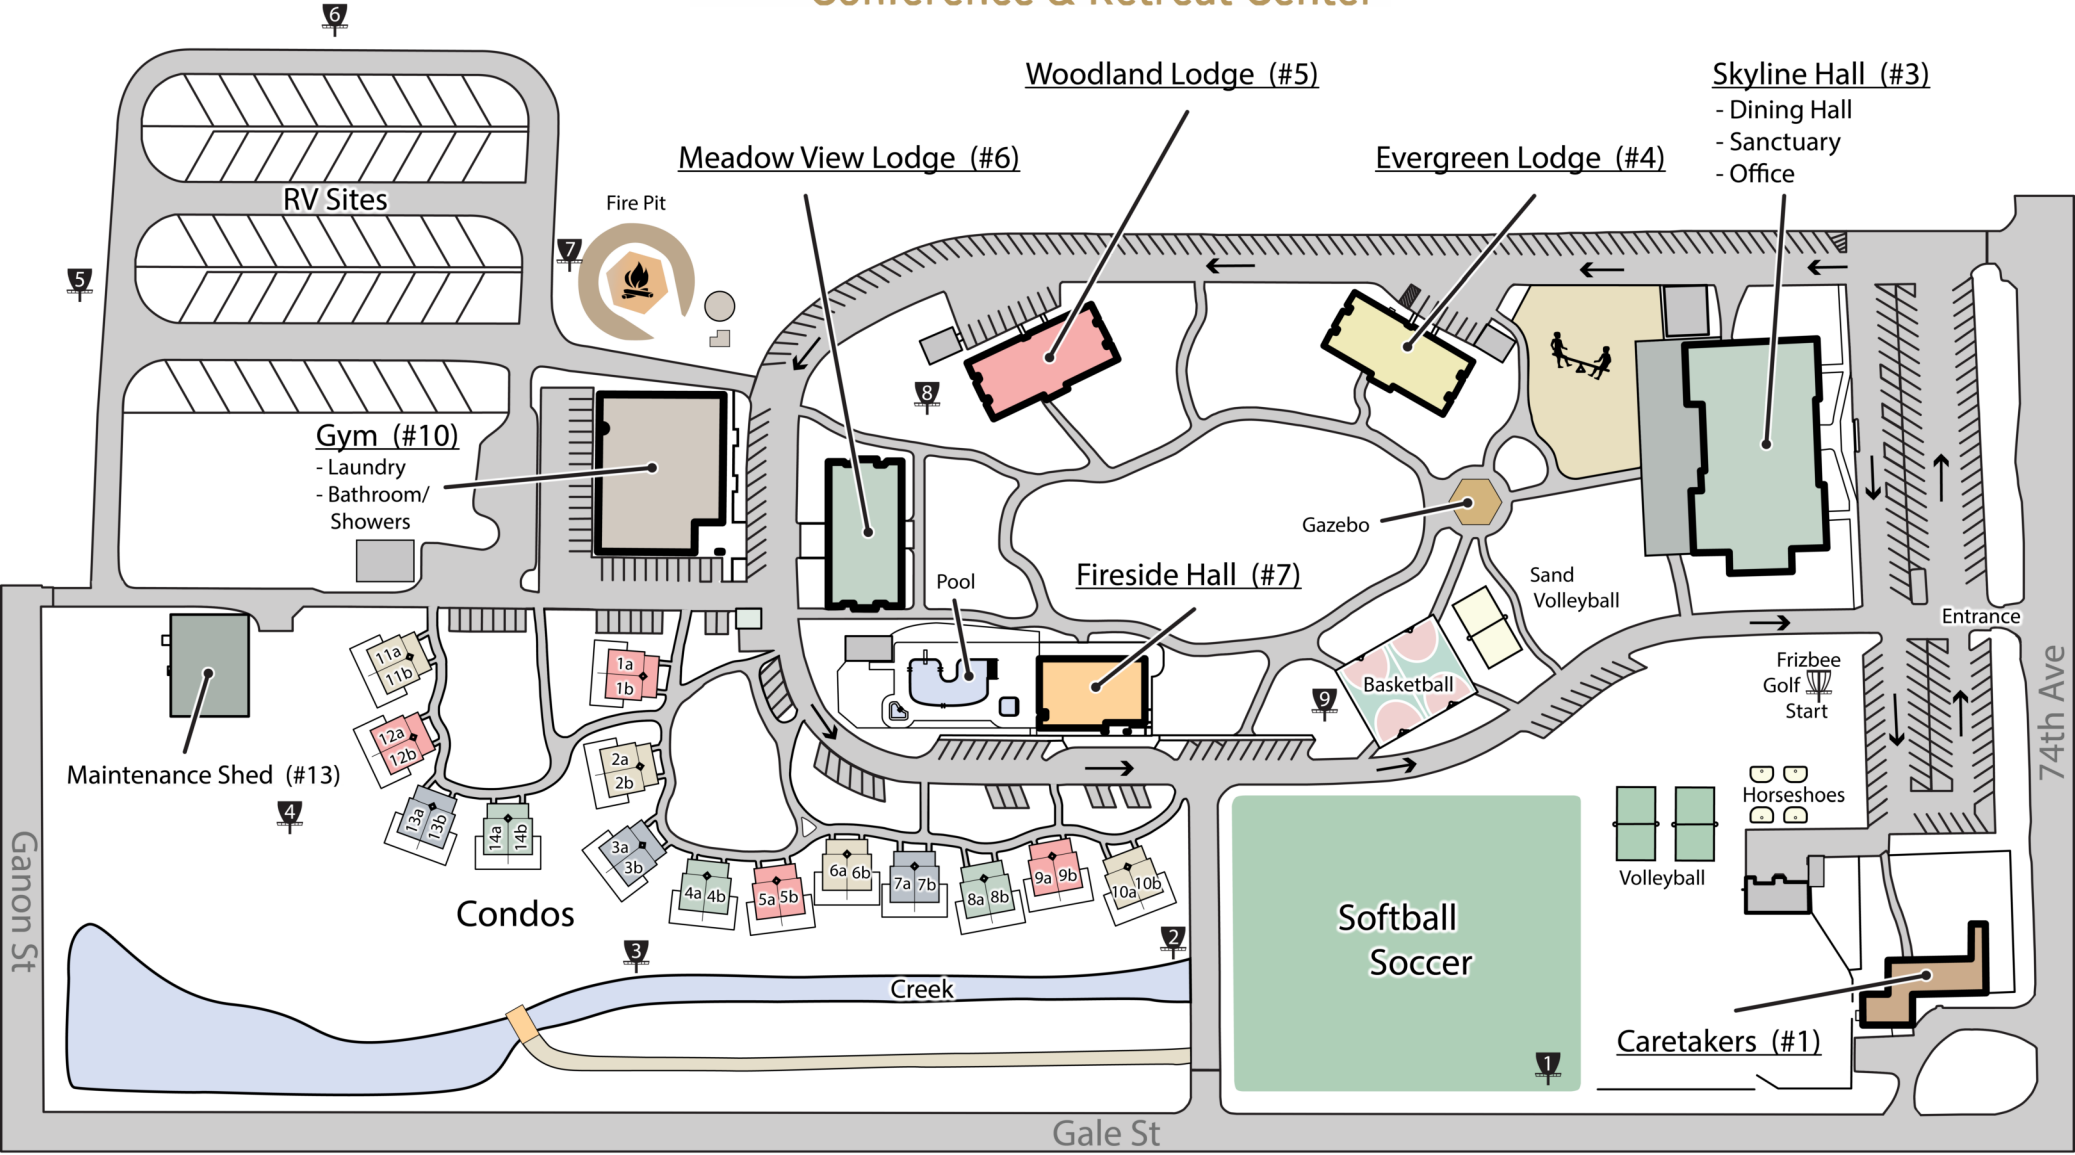 Conference & Retreat Center
6
Woodland Lodge (#5)
Skyline Hall (#3)
- Dining Hall
- Sanctuary
- Office
Meadow View Lodge (#6)
Evergreen Lodge (#4)
RV Sites
Fire Pit
7
5
8
Gym (#10)
- Laundry
- Bathroom/
Showers
Gazebo
Pool
Fireside Hall (#7)
Sand
Volleyball
Entrance
11a
11b
1a
1b
Basketball
9
Frizbee
Golf
Start
74th Ave
12a
12b
2a
2b
Maintenance Shed (#13)
4
13a
13b
14a
14b
3a
3b
4a 4b
5a 5b
6a 6b
7a 7b
8a 8b
9a 9b
10a 10b
Horseshoes
Volleyball
Ganon St
Condos
Softball
Soccer
3
2
Creek
1
Caretakers (#1)
Gale St